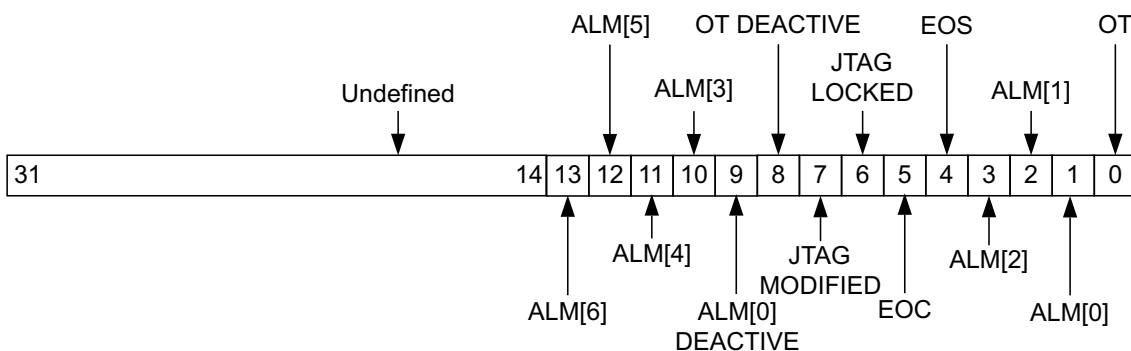 ALM[5]
OT DEACTIVE
EOS
OT
JTAG
LOCKED
Undefined
ALM[3]
ALM[1]
31 14 13 12 11 10 9 8 7 6 5 4 3 2 1 0
ALM[4]
JTAG
MODIFIED
ALM[2]
ALM[6]
ALM[0]
DEACTIVE
EOC
ALM[0]